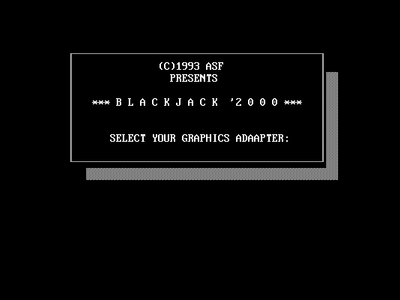 (C)1993 ASF
PRESENTS
*** B L A C K J A C K  '2 0 0 0 ***
SELECT YOUR GRAPHICS ADAAPTER: